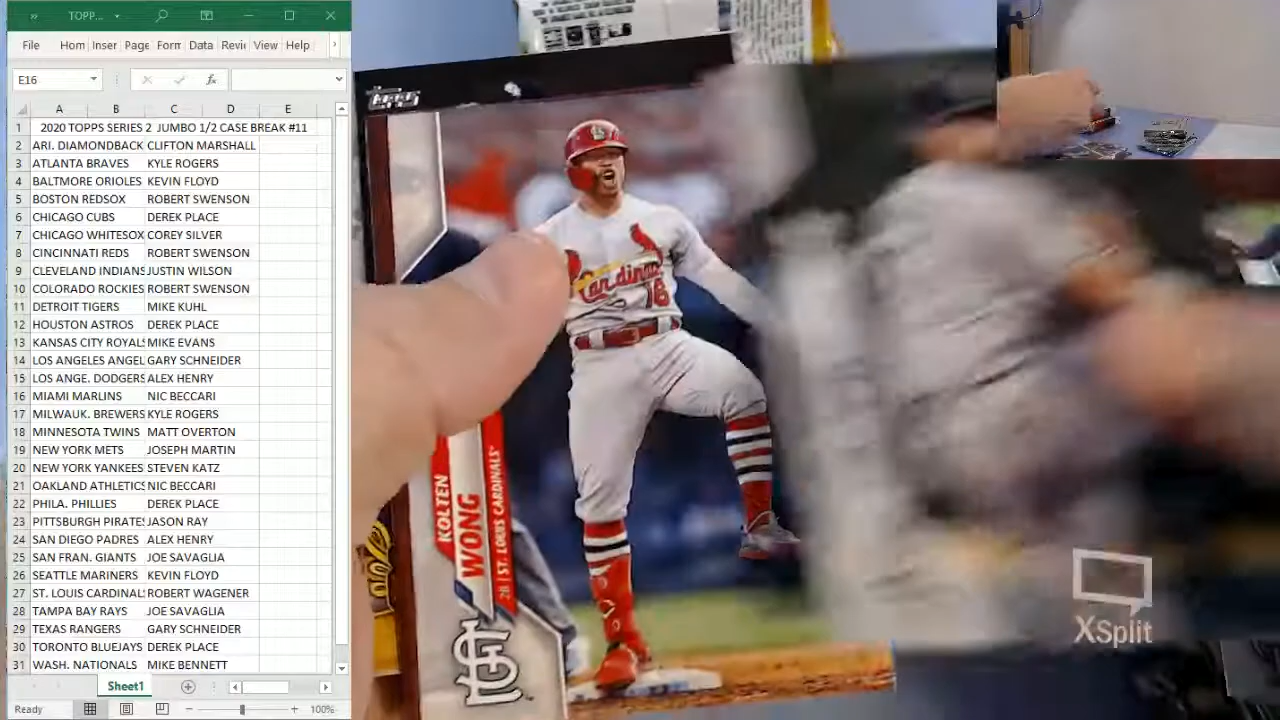 TOPP...
File Hom Inser Page Form Data Revie View Help
E16
fx
A B C D E
1 2020 TOPPS SERIES 2 JUMBO 1/2 CASE BREAK #11
2 ARI. DIAMONDBACK CLIFTON MARSHALL
3 ATLANTA BRAVES KYLE ROGERS
4 BALTMORE ORIOLES KEVIN FLOYD
5 BOSTON REDSOX ROBERT SWENSON
6 CHICAGO CUBS DEREK PLACE
7 CHICAGO WHITESOX COREY SILVER
8 CINCINNATI REDS ROBERT SWENSON
9 CLEVELAND INDIANS JUSTIN WILSON
10 COLORADO ROCKIES ROBERT SWENSON
11 DETROIT TIGERS MIKE KUHL
12 HOUSTON ASTROS DEREK PLACE
13 KANSAS CITY ROYALS MIKE EVANS
14 LOS ANGELES ANGEL GARY SCHNEIDER
15 LOS ANGE. DODGERS ALEX HENRY
16 MIAMI MARLINS NIC BECCARI
17 MILWAUK. BREWERS KYLE ROGERS
18 MINNESOTA TWINS MATT OVERTON
19 NEW YORK METS JOSEPH MARTIN
20 NEW YORK YANKEES STEVEN KATZ
21 OAKLAND ATHLETICS NIC BECCARI
22 PHILA. PHILLIES DEREK PLACE
23 PITTSBURGH PIRATES JASON RAY
24 SAN DIEGO PADRES ALEX HENRY
25 SAN FRAN. GIANTS JOE SAVAGLIA
26 SEATTLE MARINERS KEVIN FLOYD
27 ST. LOUIS CARDINALS ROBERT WAGENER
28 TAMPA BAY RAYS JOE SAVAGLIA
29 TEXAS RANGERS GARY SCHNEIDER
30 TORONTO BLUEJAYS DEREK PLACE
31 WASH. NATIONALS MIKE BENNETT
Sheet1
Ready 100%
Topps
Cardinals
16
KOLTEN
WONG
2B | ST. LOUIS CARDINALS
STL
XSplit